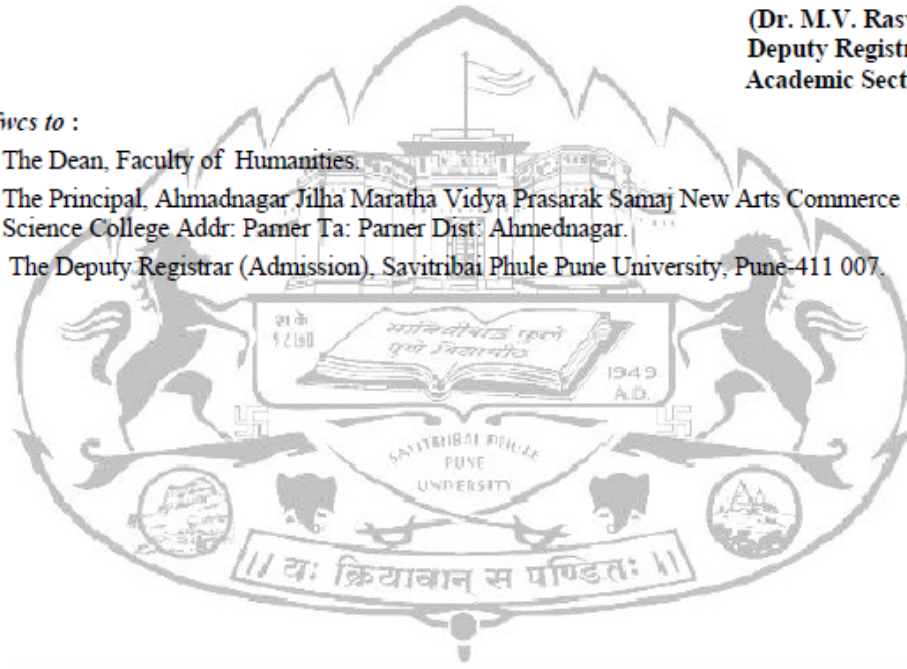 (Dr. M.V. Rasv
Deputy Registr
Academic Sect
fwcs to :
The Dean, Faculty of Humanities.
The Principal, Ahmadnagar Jilha Maratha Vidya Prasarak Samaj New Arts Commerce
Science College Addr: Parner Ta: Parner Dist: Ahmednagar.
The Deputy Registrar (Admission), Savitribai Phule Pune University, Pune-411 007.
सावित्रीबाई फुले
पुणे विद्यापीठ
1949
A.D.
SAVITRIBAI PHULE
PUNE
UNIVERSITY
।। यः क्रियावान् स पण्डितः ।।